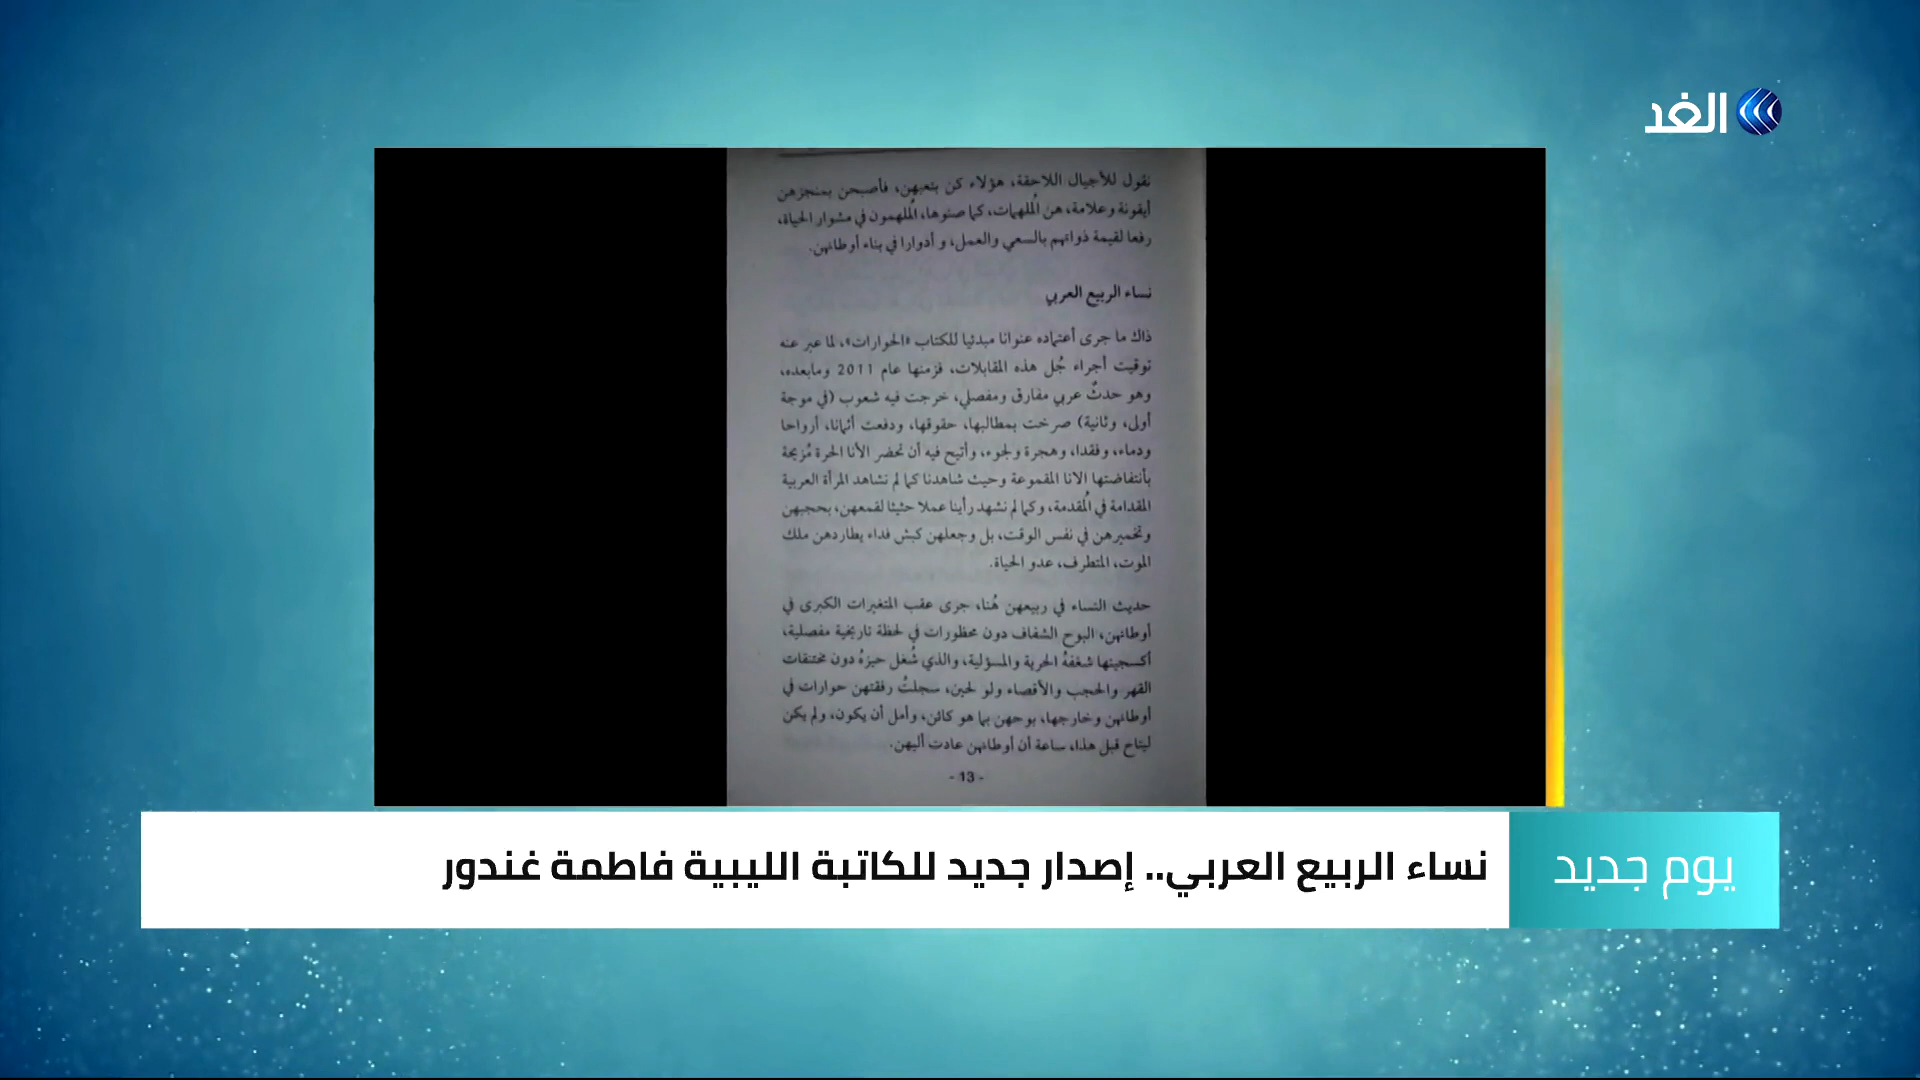 الغد
نقول للأجيال اللاحقة، هؤلاء كن بتعبهن، فأصبحن بمنجزهن
أيقونة وعلامة، هن المُلهمات، كما صنوها، المُلهمون في مشوار الحياة،
رفعا لقيمة ذواتهم بالسعي والعمل، و أدوارا في بناء أوطانهن.
نساء الربيع العربي
ذاك ما جرى أعتماده عنوانا مبدئيا للكتاب «الحوارات»، لما عبر عنه
توقيت أجراء جُل هذه المقابلات، فزمنها عام 2011 ومابعده،
وهو حدثٌ عربي مفارق ومفصلي، خرجت فيه شعوب (في موجة
أولى، وثانية) صرخت بمطالبها، حقوقها، ودفعت أثمانا، أرواحا
ودماء، وفقدا، وهجرة ولجوء، وأتيح فيه أن تحضر الأنا الحرة مُزيحة
بأنتفاضتها الانا المقموعة وحيث شاهدنا كما لم نشاهد المرأة العربية
المقدامة في المُقدمة، وكما لم نشهد رأينا عملا حثيثا لقمعهن، بحجبهن
وتخميرهن في نفس الوقت، بل وجعلهن كبش فداء يطاردهن ملك
الموت، المتطرف، عدو الحياة.
حديث النساء في ربيعهن هُنا، جرى عقب المتغيرات الكبرى في
أوطانهن، البوح الشفاف دون محظورات في لحظة تاريخية مفصلية،
أكسجينها شغفهُ الحرية والمسؤلية، والذي شُغل حيزهُ دون مختنقات
القهر والحجب والأقصاء ولو لحين، سجلتُ رفقتهن حوارات في
أوطانهن وخارجها، بوحهن بما هو كائن، وأمل أن يكون، ولم يكن
ليتاح قبل هذا، ساعة أن أوطانهن عادت أليهن.
- 13 -
يوم جديد
نساء الربيع العربي.. إصدار جديد للكاتبة الليبية فاطمة غندور